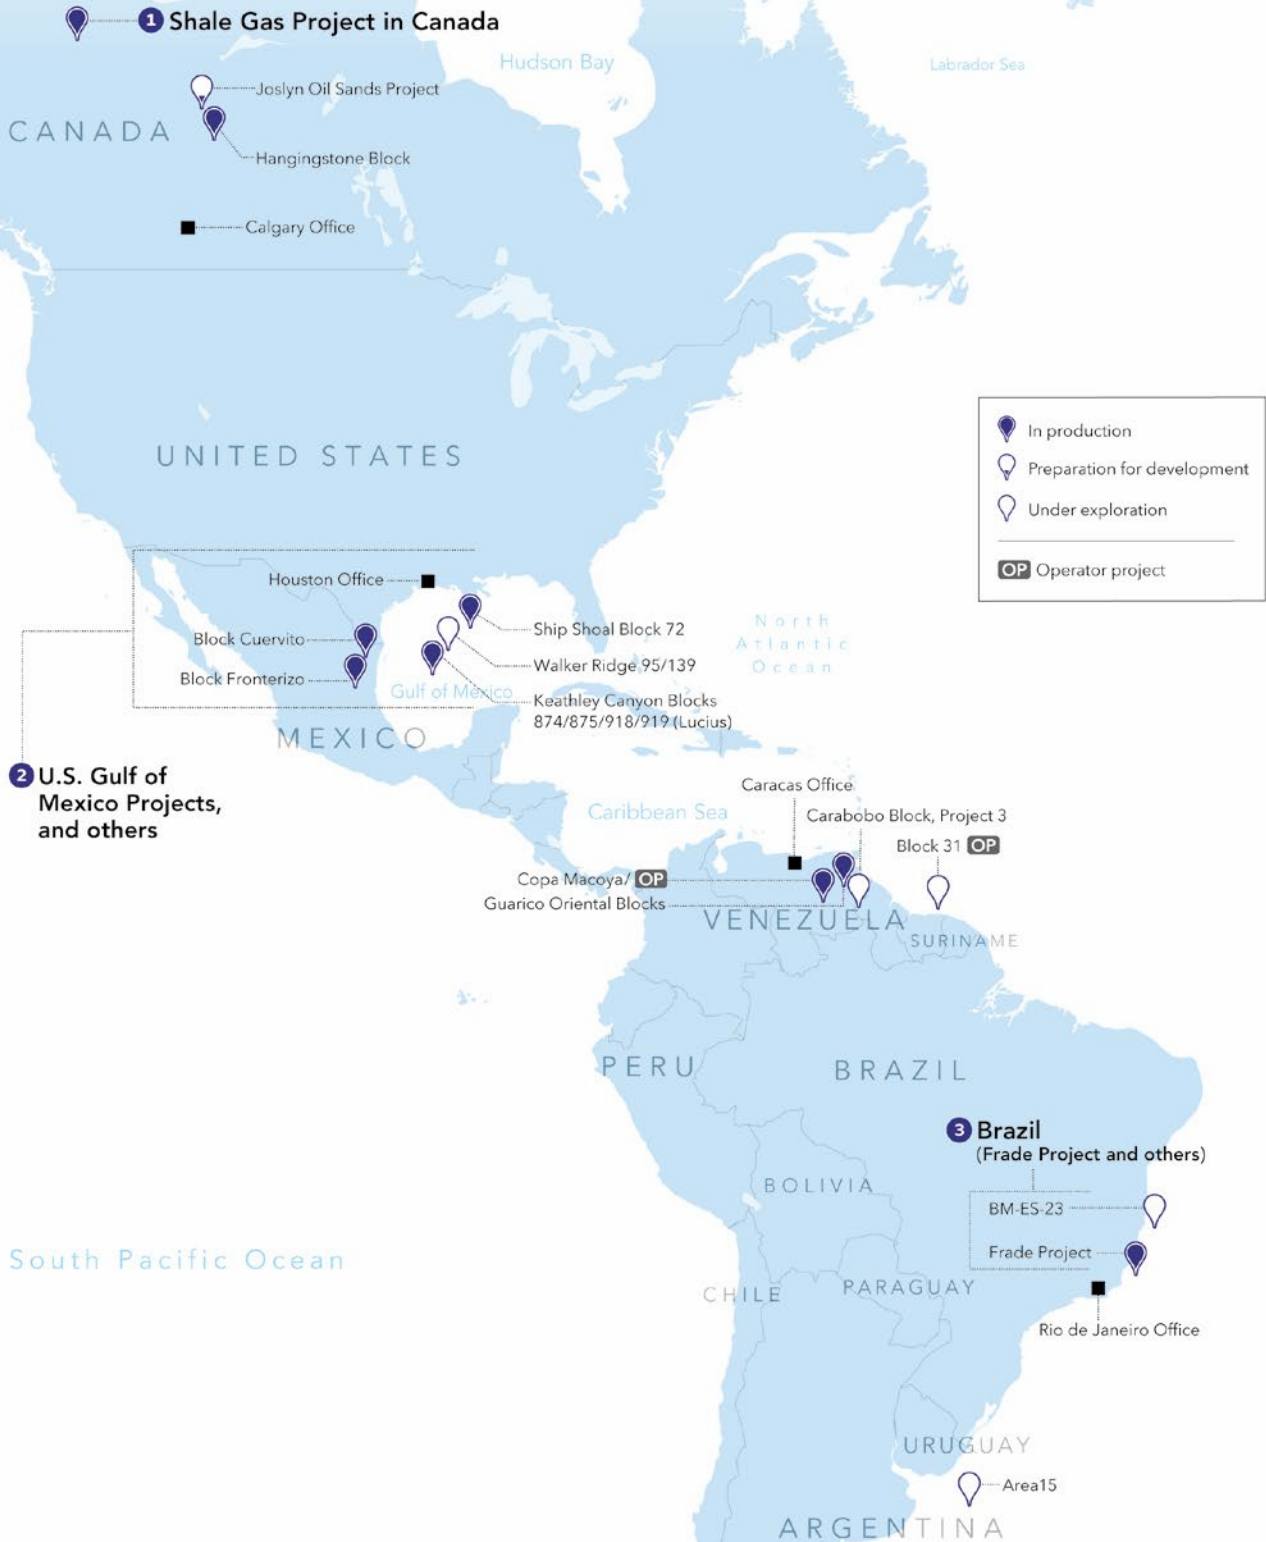 1 Shale Gas Project in Canada
Hudson Bay
Labrador Sea
Joslyn Oil Sands Project
CANADA
Hangingstone Block
Calgary Office
UNITED STATES
In production
Preparation for development
Under exploration
OP Operator project
Houston Office
Block Cuervito
Block Fronterizo
Ship Shoal Block 72
Walker Ridge 95/139
Gulf of Mexico
Keathley Canyon Blocks
874/875/918/919 (Lucius)
North
Atlantic
Ocean
MEXICO
2 U.S. Gulf of
Mexico Projects,
and others
Caribbean Sea
Caracas Office
Carabobo Block, Project 3
Block 31 OP
Copa Macoya/ OP
Guarico Oriental Blocks
VENEZUELA
SURINAME
PERU
BRAZIL
3 Brazil
(Frade Project and others)
BOLIVIA
BM-ES-23
Frade Project
South Pacific Ocean
CHILE
PARAGUAY
Rio de Janeiro Office
URUGUAY
Area15
ARGENTINA